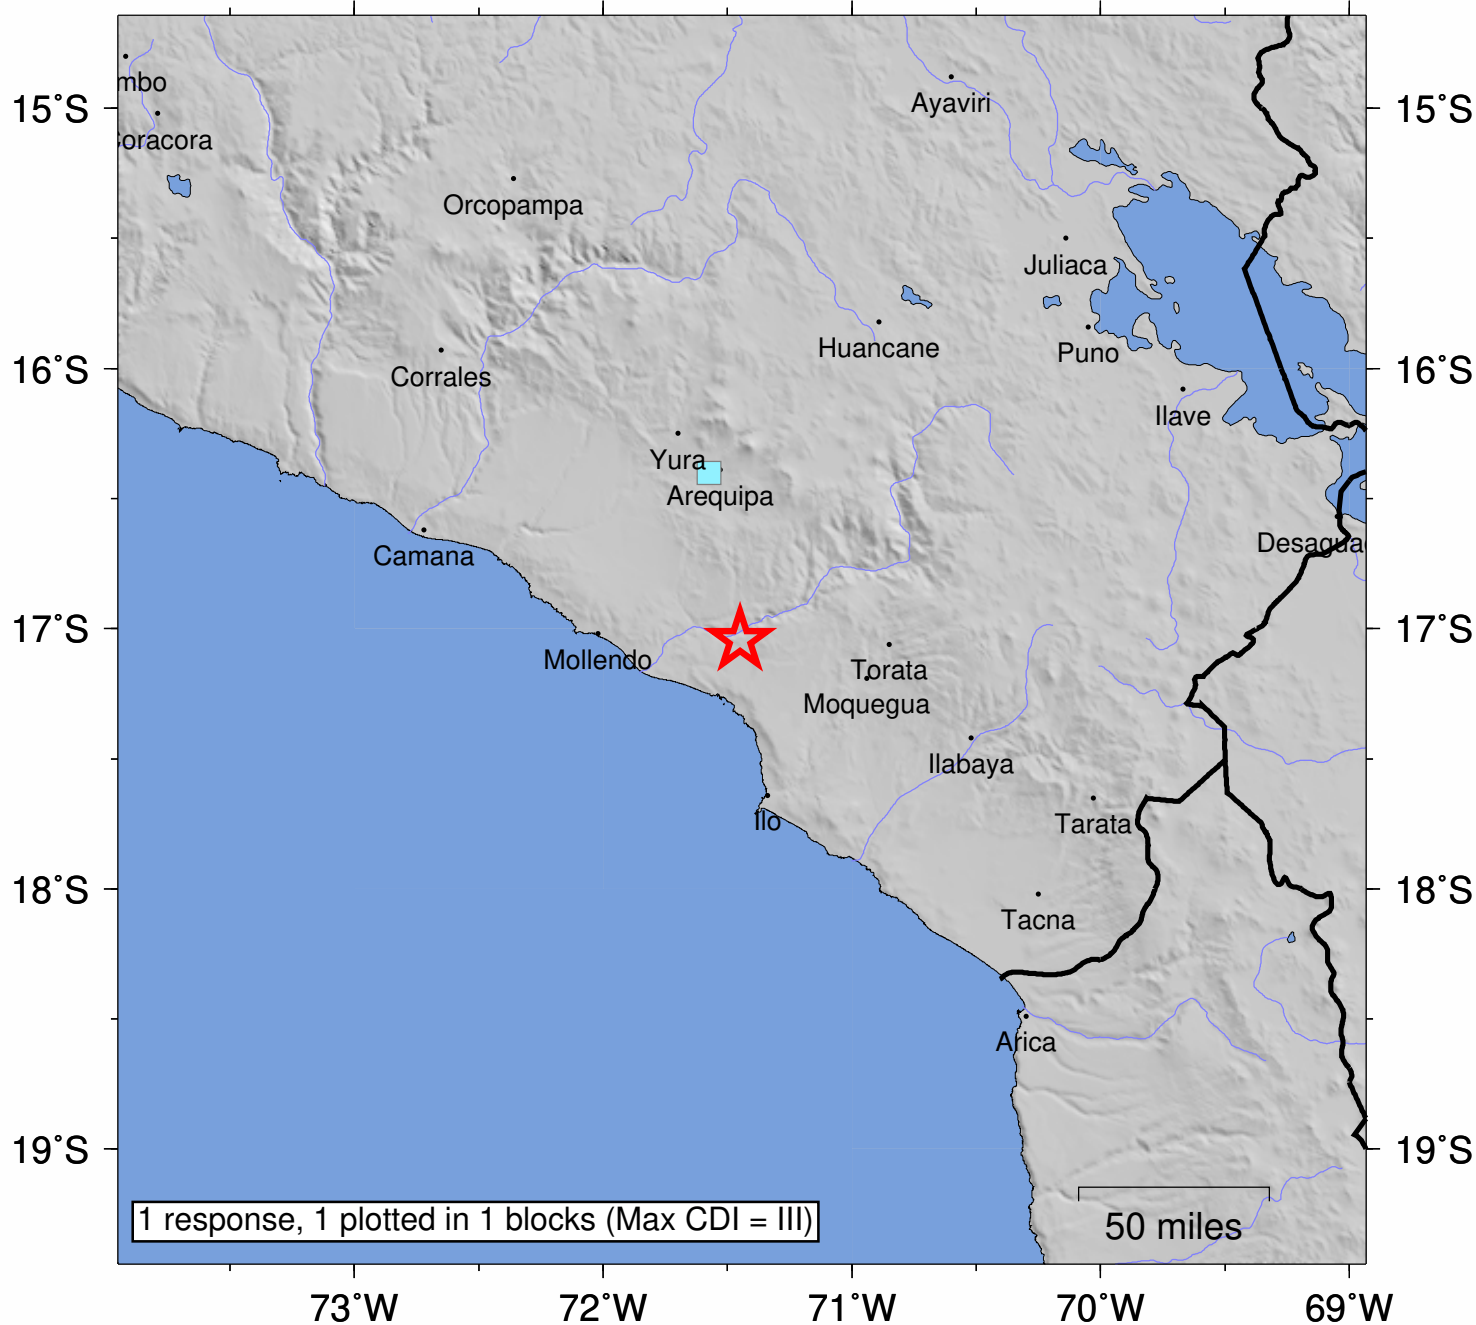 mbo
Coracora
Ayaviri
15°S
15°S
Orcopampa
Juliaca
Huancane
Puno
16°S
16°S
Corrales
Ilave
Yura
Arequipa
Camana
Desagua
17°S
17°S
Mollendo
Torata
Moquegua
Ilabaya
Ilo
Tarata
18°S
18°S
Tacna
Arica
19°S
19°S
1 response, 1 plotted in 1 blocks (Max CDI = III)
50 miles
73°W
72°W
71°W
70°W
69°W